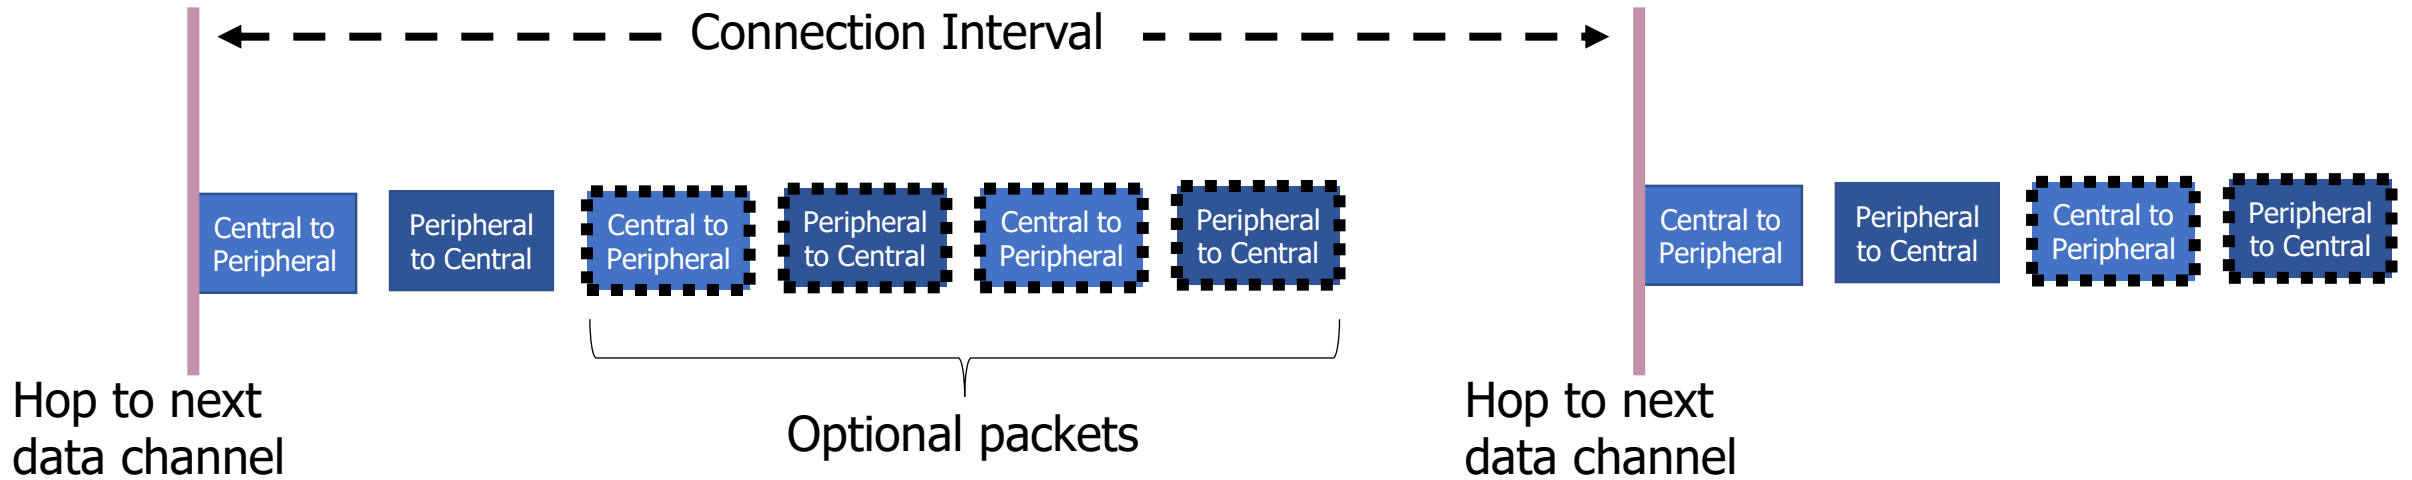 Connection Interval
Central to
Peripheral
Peripheral
to Central
Central to
Peripheral
Peripheral
to Central
Central to
Peripheral
Peripheral
to Central
Central to
Peripheral
Peripheral
to Central
Central to
Peripheral
Peripheral
to Central
Hop to next
data channel
Optional packets
Hop to next
data channel